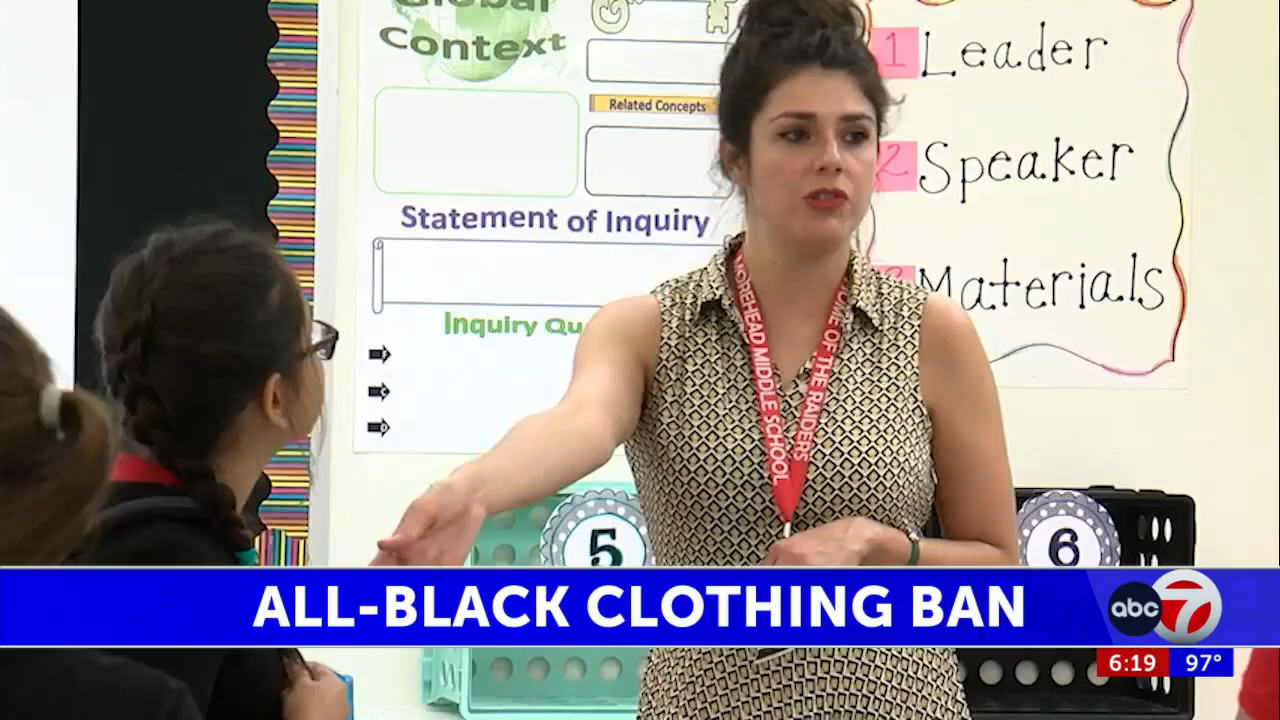 Global
Context
Related Concepts
Statement of Inquiry
Inquiry Qu
1 Leader
2 Speaker
Materials
MOREHEAD MIDDLE SCHOOL
HOME OF THE RAIDERS
5
6
ALL-BLACK CLOTHING BAN
abc 7
6:19 97°